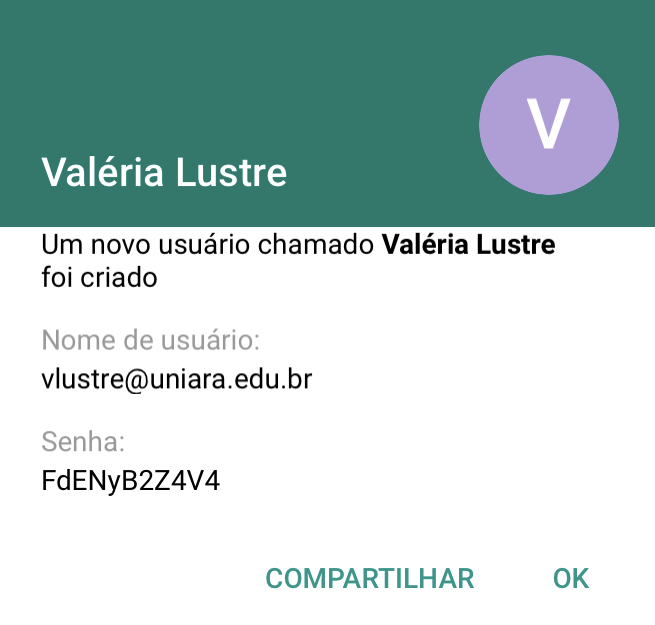 V
Valéria Lustre
Um novo usuário chamado Valéria Lustre
foi criado
Nome de usuário:
vlustre@uniara.edu.br
Senha:
FdENyB2Z4V4
COMPARTILHAR OK